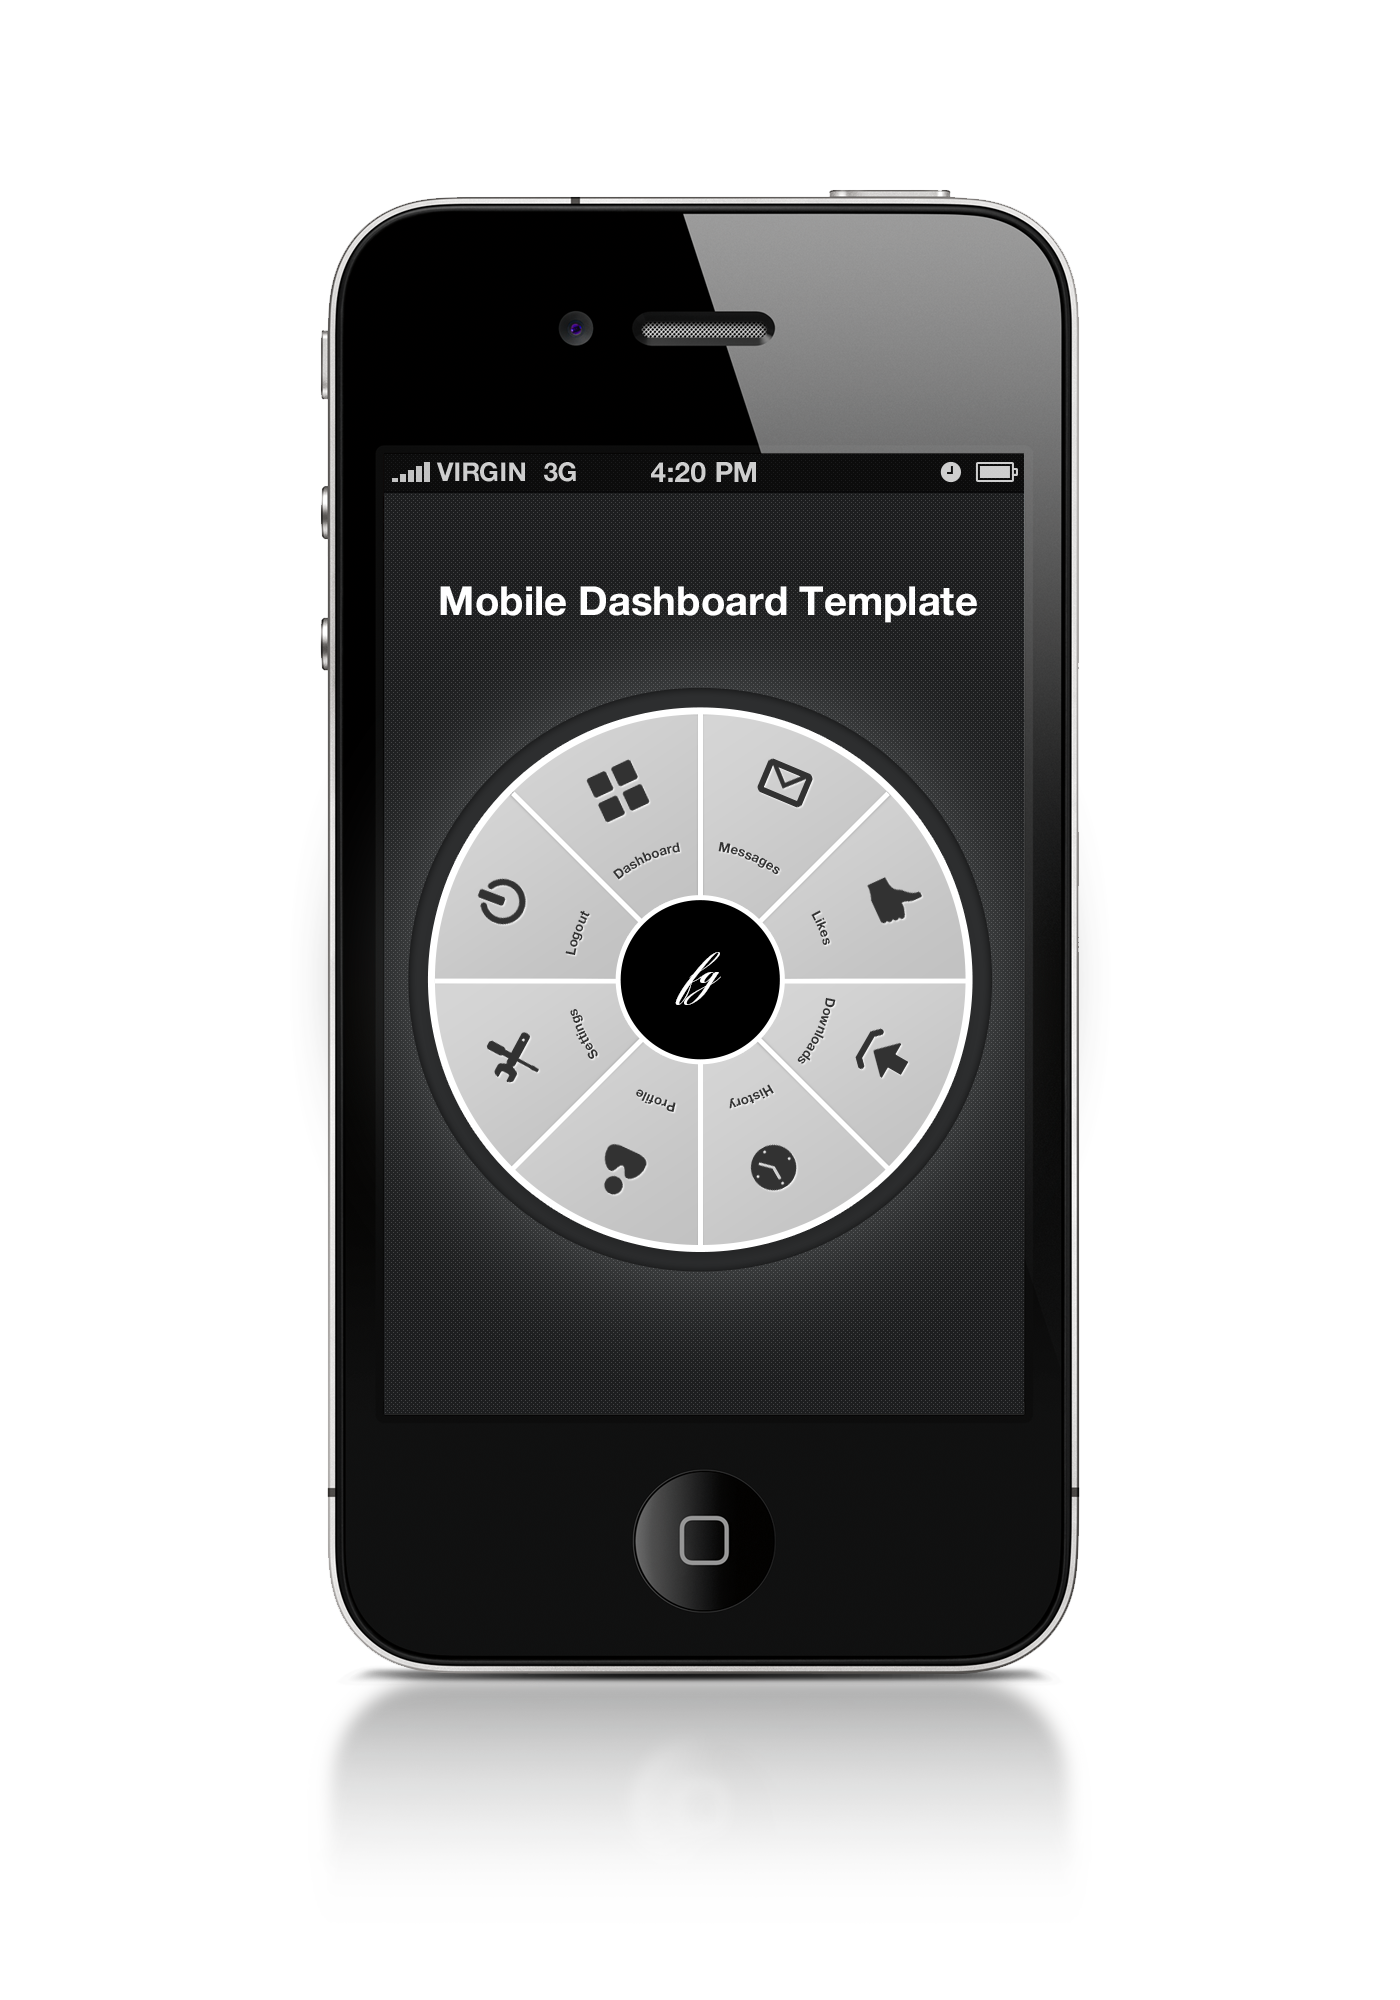 VIRGIN 3G 4:20 PM
Mobile Dashboard Template
Dashboard
Messages
Likes
Downloads
History
Profile
Settings
Logout
fg